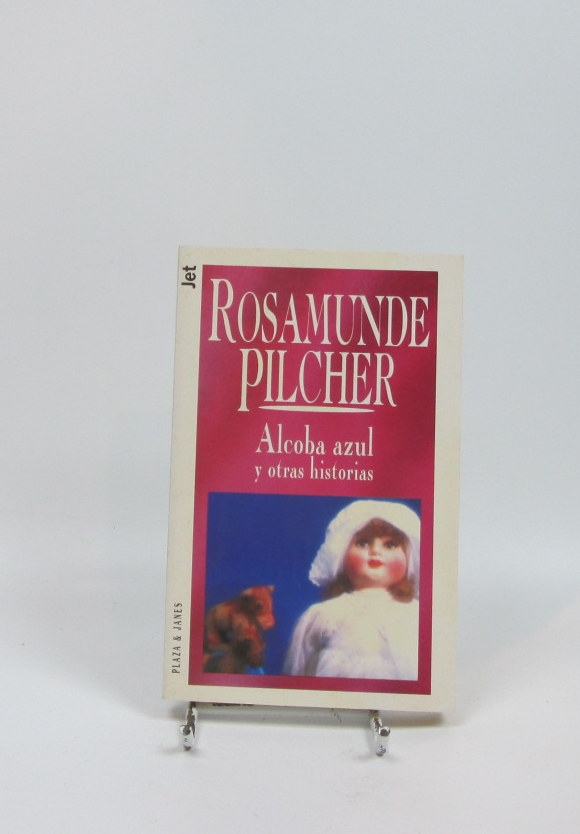 Jet
ROSAMUNDE
PILCHER
Alcoba azul
y otras historias
PLAZA & JANES